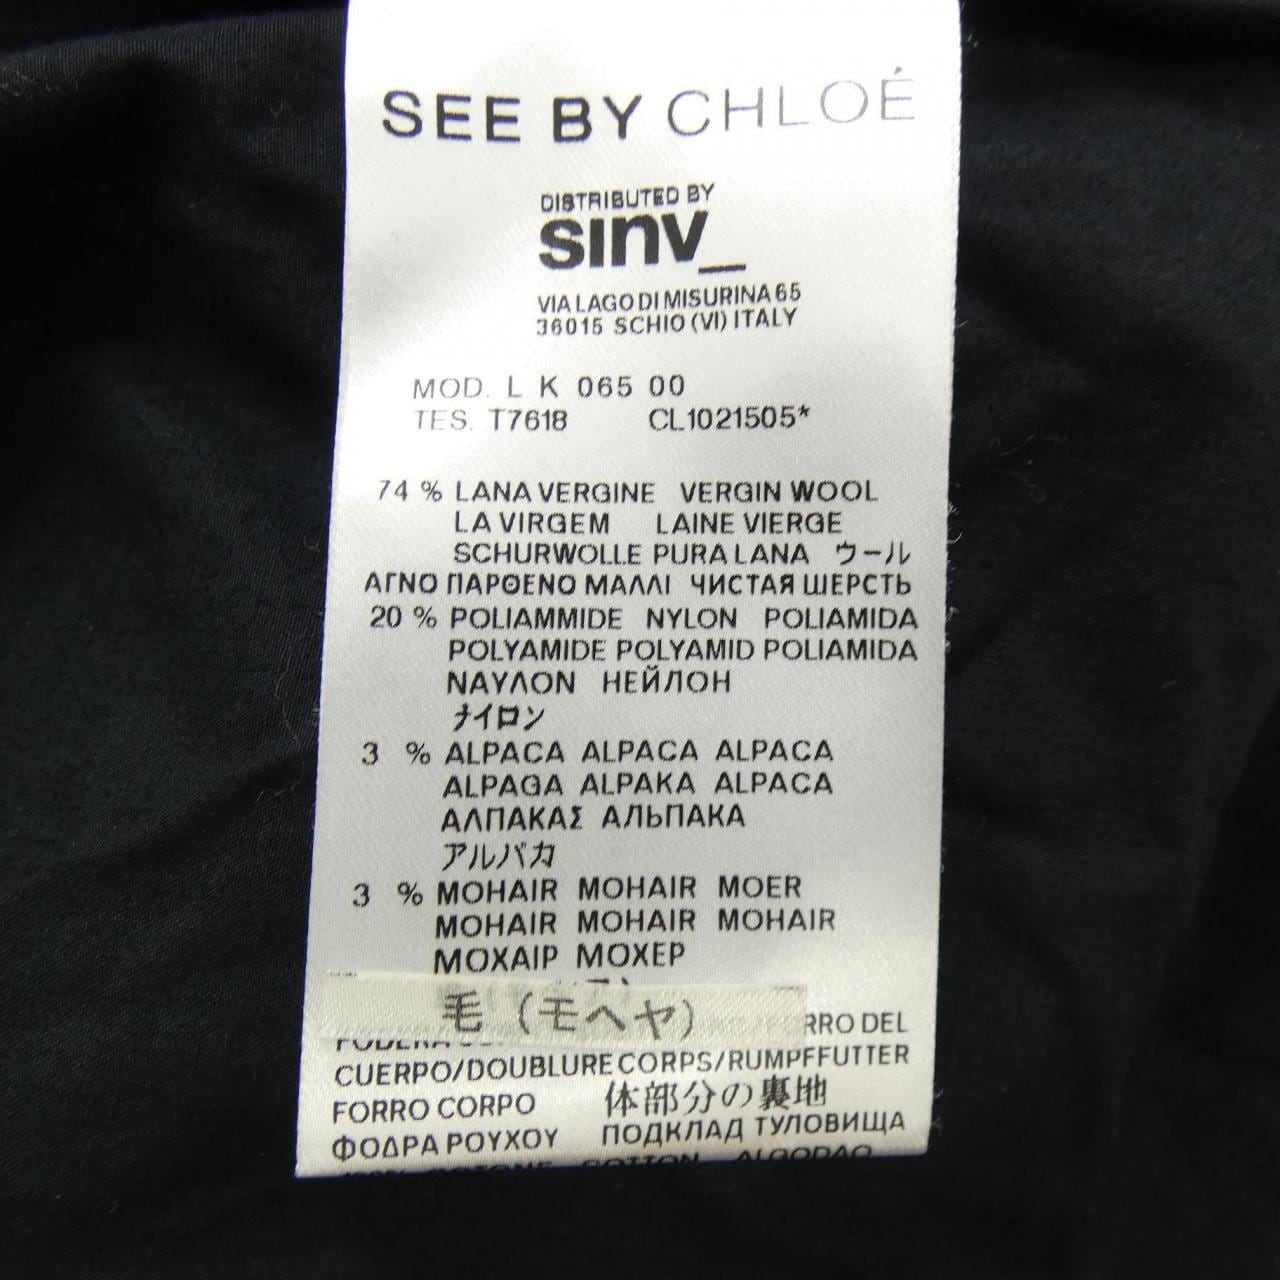 SEE BY CHLOÉ
DISTRIBUTED BY
sinv_
VIA LAGO DI MISURINA 65
36015 SCHIO (VI) ITALY
MOD. L K 065 00
TES. T7618 CL1021505*
74 % LANA VERGINE VERGIN WOOL
LA VIRGEM LAINE VIERGE
SCHURWOLLE PURA LANA ウール
ΑΓΝΟ ΠΑΡΘΕΝΟ ΜΑΛΛΙ ЧИСТАЯ ШЕРСТЬ
20 % POLIAMMIDE NYLON POLIAMIDA
POLYAMIDE POLYAMID POLIAMIDA
ΝΑΥΛΟΝ НЕЙЛОН
ナイロン
3 % ALPACA ALPACA ALPACA
ALPAGA ALPAKA ALPACA
ΑΛΠΑΚΑΣ АЛЬПАКА
アルパカ
3 % MOHAIR MOHAIR MOER
MOHAIR MOHAIR MOHAIR
ΜΟΧΑΙΡ МОХЕР
毛(モヘヤ)
RRO DEL
CUERPO/DOUBLURE CORPS/RUMPFFUTTER
FORRO CORPO 体部分の裏地
ΦΟΔΡΑ ΡΟΥΧΟΥ ПОДКЛАД ТУЛОВИЩА
COTTON ALGODAO